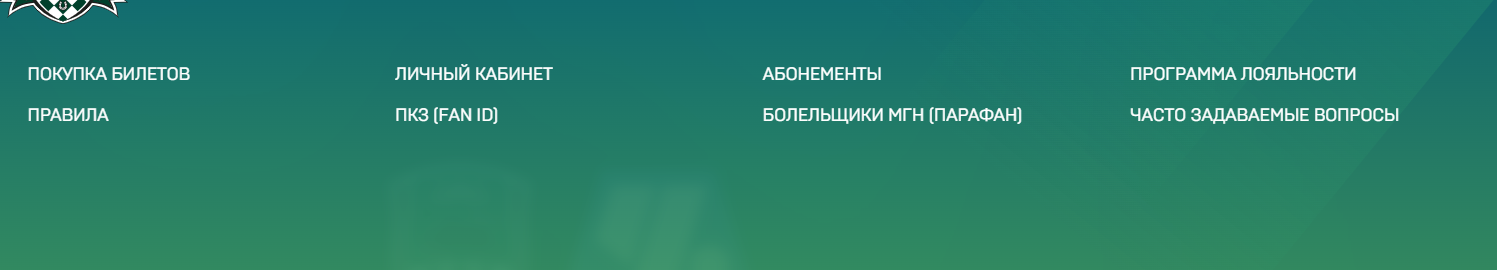 ПОКУПКА БИЛЕТОВ ЛИЧНЫЙ КАБИНЕТ АБОНЕМЕНТЫ ПРОГРАММА ЛОЯЛЬНОСТИ
ПРАВИЛА ПКЗ (FAN ID) БОЛЕЛЬЩИКИ МГН (ПАРАФАН) ЧАСТО ЗАДАВАЕМЫЕ ВОПРОСЫ